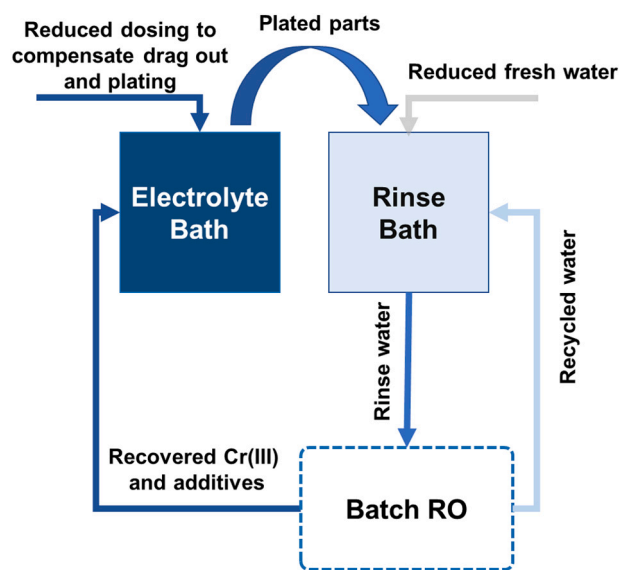 Reduced dosing to
compensate drag out
and plating
Plated parts
Reduced fresh water
Electrolyte
Bath
Rinse
Bath
Rinse water
Recycled water
Recovered Cr(III)
and additives
Batch RO